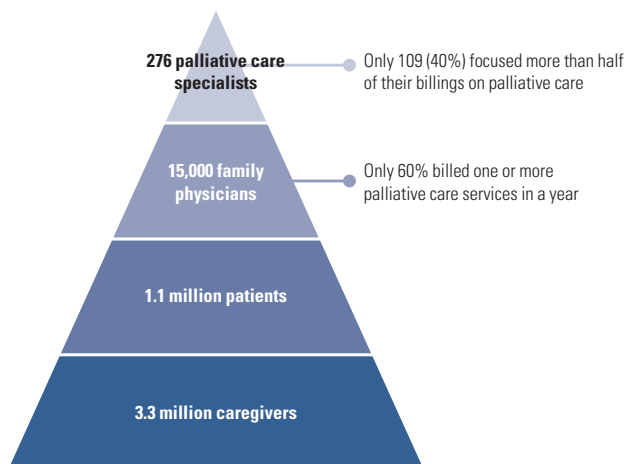 276 palliative care
specialists
Only 109 (40%) focused more than half
of their billings on palliative care
15,000 family
physicians
Only 60% billed one or more
palliative care services in a year
1.1 million patients
3.3 million caregivers